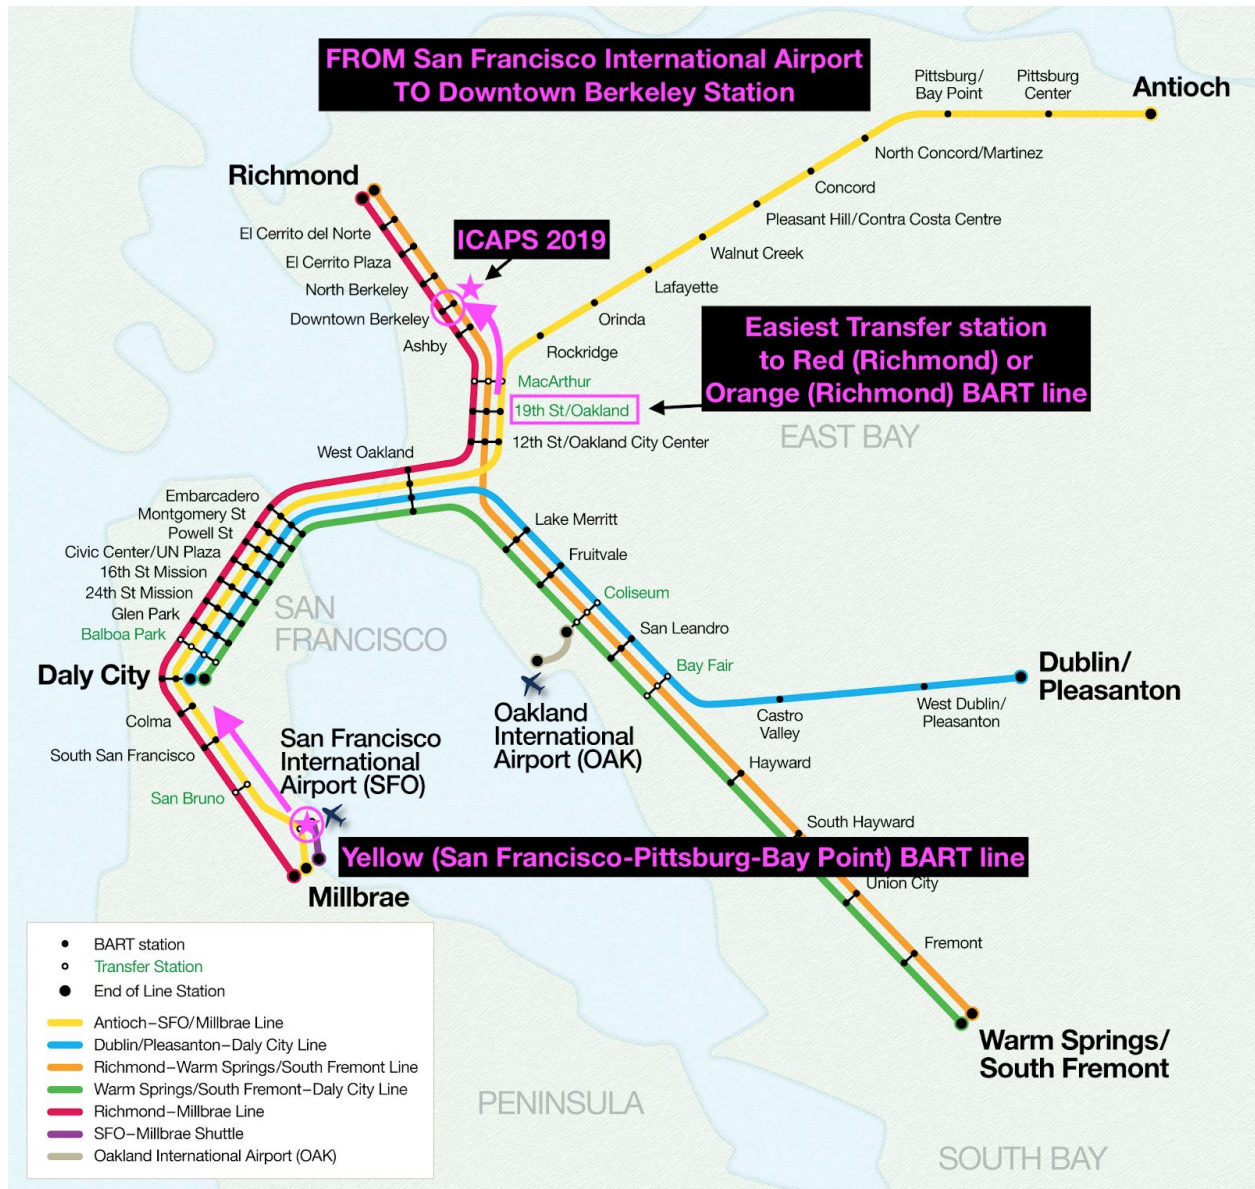 FROM San Francisco International Airport
TO Downtown Berkeley Station
Pittsburg/
Bay Point
Pittsburg
Center
Antioch
North Concord/Martinez
Concord
Pleasant Hill/Contra Costa Centre
Walnut Creek
Lafayette
Orinda
Rockridge
Richmond
El Cerrito del Norte
El Cerrito Plaza
North Berkeley
Downtown Berkeley
Ashby
ICAPS 2019
Easiest Transfer station
to Red (Richmond) or
Orange (Richmond) BART line
MacArthur
19th St/Oakland
12th St/Oakland City Center
EAST BAY
West Oakland
Embarcadero
Montgomery St
Powell St
Civic Center/UN Plaza
16th St Mission
24th St Mission
Glen Park
Balboa Park
Daly City
SAN
FRANCISCO
Lake Merritt
Fruitvale
Coliseum
San Leandro
Bay Fair
Oakland
International
Airport (OAK)
Castro
Valley
West Dublin/
Pleasanton
Dublin/
Pleasanton
Colma
South San Francisco
San Bruno
San Francisco
International
Airport (SFO)
Millbrae
Yellow (San Francisco-Pittsburg-Bay Point) BART line
Hayward
South Hayward
Union City
Fremont
Warm Springs/
South Fremont
PENINSULA
SOUTH BAY
BART station
Transfer Station
End of Line Station
Antioch–SFO/Millbrae Line
Dublin/Pleasanton–Daly City Line
Richmond–Warm Springs/South Fremont Line
Warm Springs/South Fremont–Daly City Line
Richmond–Millbrae Line
SFO–Millbrae Shuttle
Oakland International Airport (OAK)